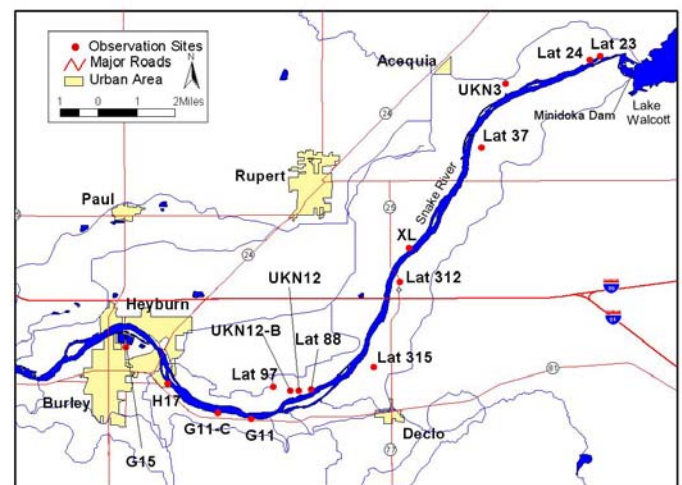 Observation Sites
Major Roads
Urban Area
N
1 0 1 2Miles
Acequia
Lat 24
Lat 23
UKN3
Minidoka Dam
Lake
Walcott
24
Lat 37
Rupert
Paul
Snake River
25
24
XL
UKN12
Lat 312
Heyburn
UKN12-B
Lat 88
Lat 97
Lat 315
81
Burley
H17
G11-C
G11
Declo
G15
77